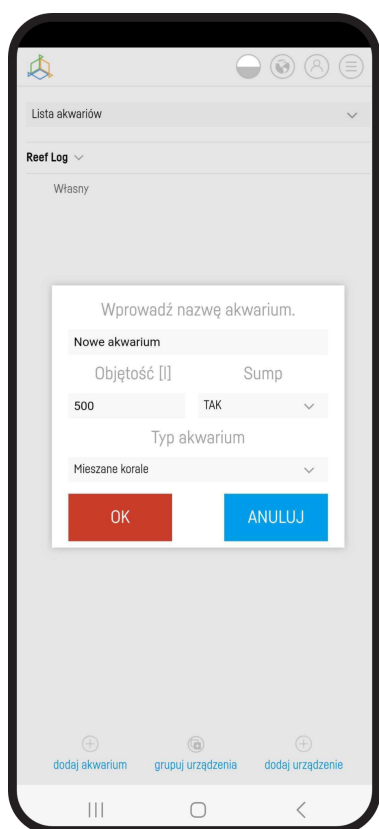 Lista akwariów
Reef Log
Własny
Wprowadź nazwę akwarium.
Nowe akwarium
Objętość [l] Sump
500 TAK
Typ akwarium
Mieszane korale
OK ANULUJ
dodaj akwarium grupuj urządzenia dodaj urządzenie